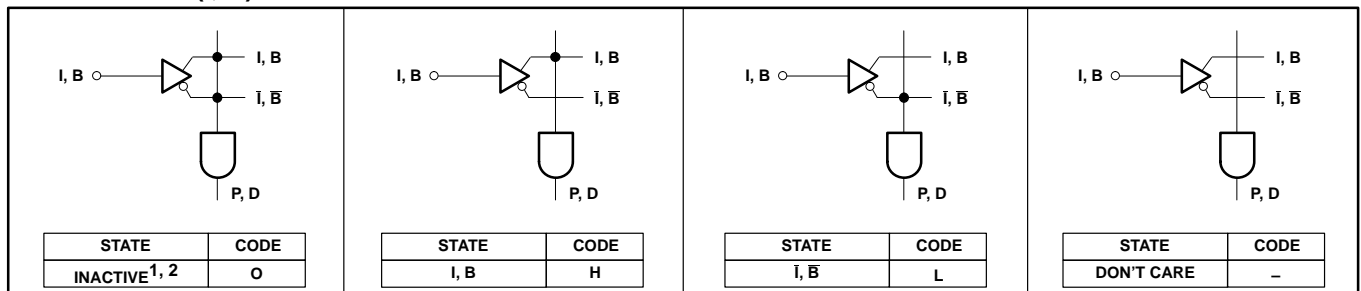 I, B
I, B
Ī, B̅
P, D
STATE CODE
INACTIVE1, 2 O
I, B
I, B
Ī, B̅
P, D
STATE CODE
I, B H
I, B
I, B
Ī, B̅
P, D
STATE CODE
Ī, B̅ L
I, B
I, B
Ī, B̅
P, D
STATE CODE
DON'T CARE –